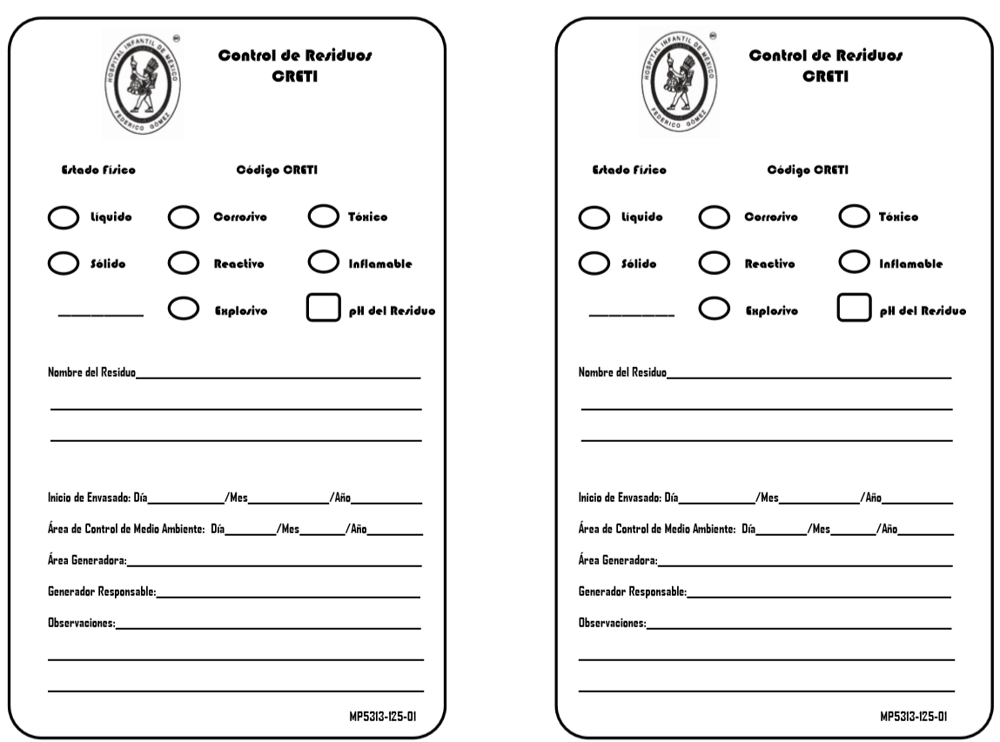 HOSPITAL INFANTIL DE MÉXICO
FEDERICO GÓMEZ
Control de Residuos
CRETI
Estado Físico Código CRETI
Líquido Corrosivo Tóxico
Sólido Reactivo Inflamable
Explosivo pH del Residuo
Nombre del Residuo
Inicio de Envasado: Día /Mes /Año
Área de Control de Medio Ambiente: Día /Mes /Año
Área Generadora:
Generador Responsable:
Observaciones:
MP5313-125-01
HOSPITAL INFANTIL DE MÉXICO
FEDERICO GÓMEZ
Control de Residuos
CRETI
Estado Físico Código CRETI
Líquido Corrosivo Tóxico
Sólido Reactivo Inflamable
Explosivo pH del Residuo
Nombre del Residuo
Inicio de Envasado: Día /Mes /Año
Área de Control de Medio Ambiente: Día /Mes /Año
Área Generadora:
Generador Responsable:
Observaciones:
MP5313-125-01